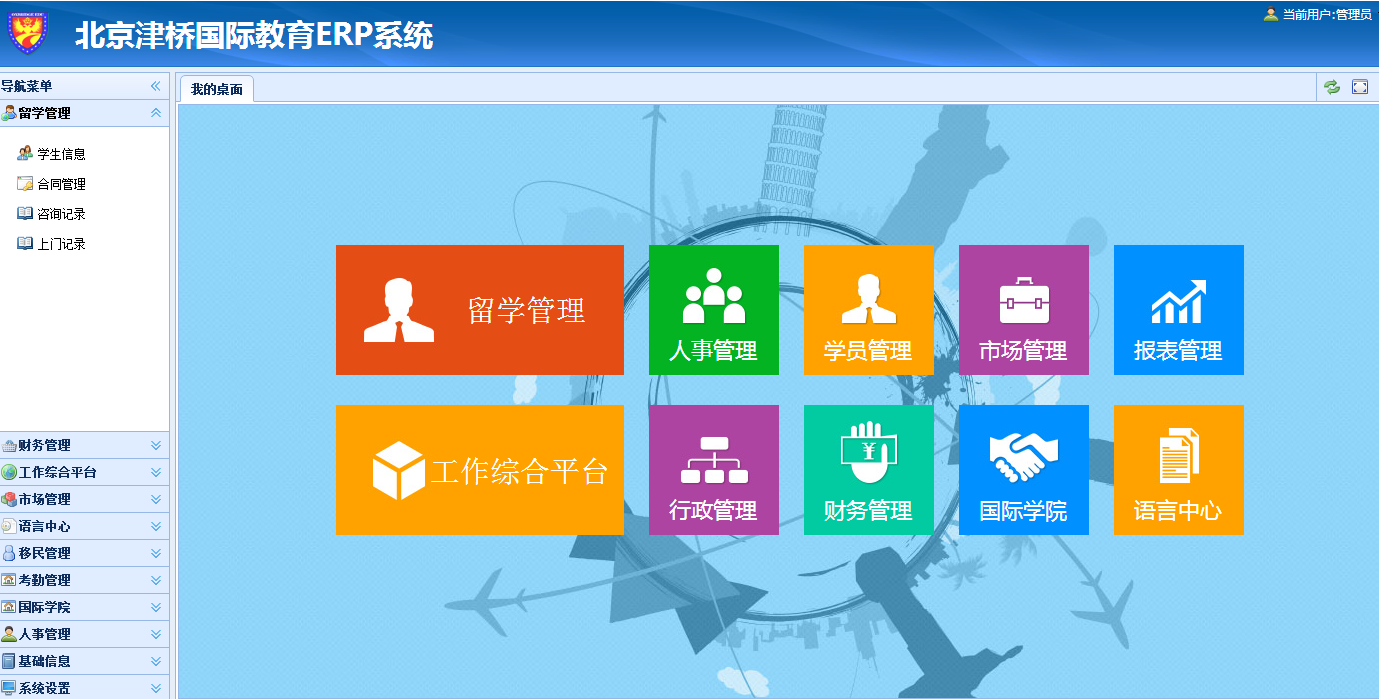 北京津桥国际教育ERP系统
当前用户:管理员
导航菜单
留学管理
学生信息
合同管理
咨询记录
上门记录
财务管理
工作综合平台
市场管理
语言中心
移民管理
考勤管理
国际学院
人事管理
基础信息
系统设置
我的桌面
留学管理
人事管理
学员管理
市场管理
报表管理
工作综合平台
行政管理
¥
财务管理
国际学院
语言中心